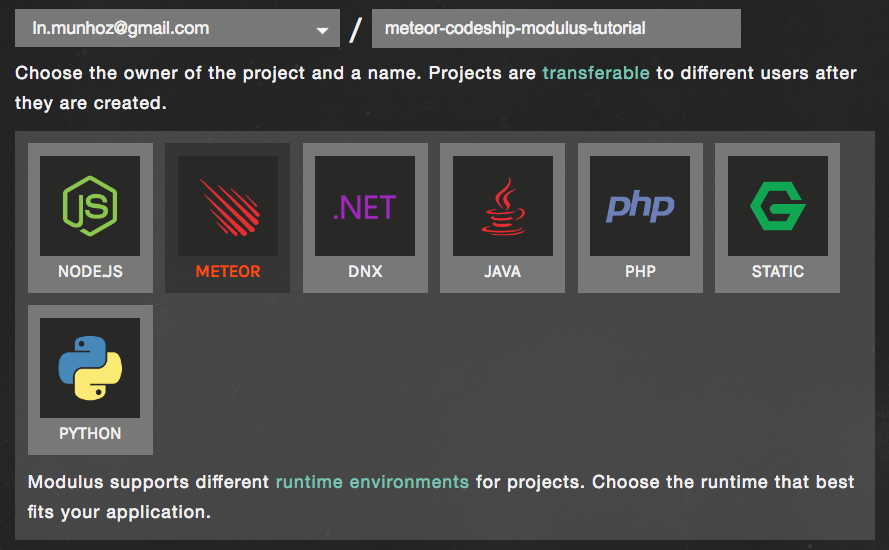 ln.munhoz@gmail.com / meteor-codeship-modulus-tutorial
Choose the owner of the project and a name. Projects are transferable to different users after
they are created.
JS .NET php
NODE.JS METEOR DNX JAVA PHP STATIC
PYTHON
Modulus supports different runtime environments for projects. Choose the runtime that best
fits your application.